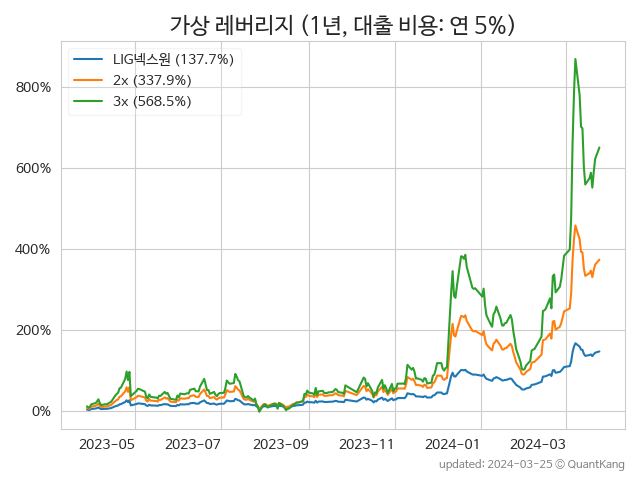 가상 레버리지 (1년, 대출 비용: 연 5%)
LIG넥스원 (137.7%)
2x (337.9%)
3x (568.5%)
800%
600%
400%
200%
0%
2023-05
2023-07
2023-09
2023-11
2024-01
2024-03
updated: 2024-03-25 © QuantKang